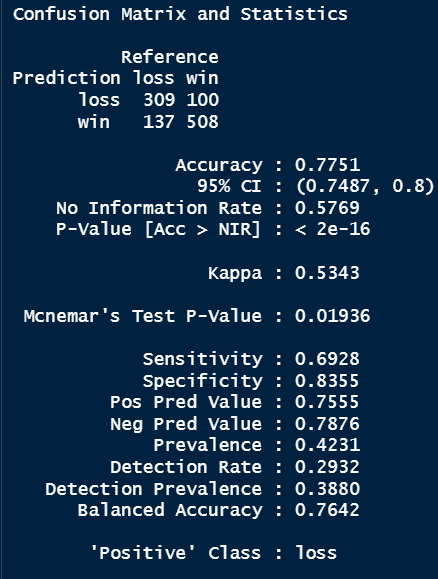 Confusion Matrix and Statistics
Reference
Prediction loss win
loss 309 100
win 137 508
Accuracy : 0.7751
95% CI : (0.7487, 0.8)
No Information Rate : 0.5769
P-Value [Acc > NIR] : < 2e-16
Kappa : 0.5343
Mcnemar's Test P-Value : 0.01936
Sensitivity : 0.6928
Specificity : 0.8355
Pos Pred Value : 0.7555
Neg Pred Value : 0.7876
Prevalence : 0.4231
Detection Rate : 0.2932
Detection Prevalence : 0.3880
Balanced Accuracy : 0.7642
'Positive' Class : loss